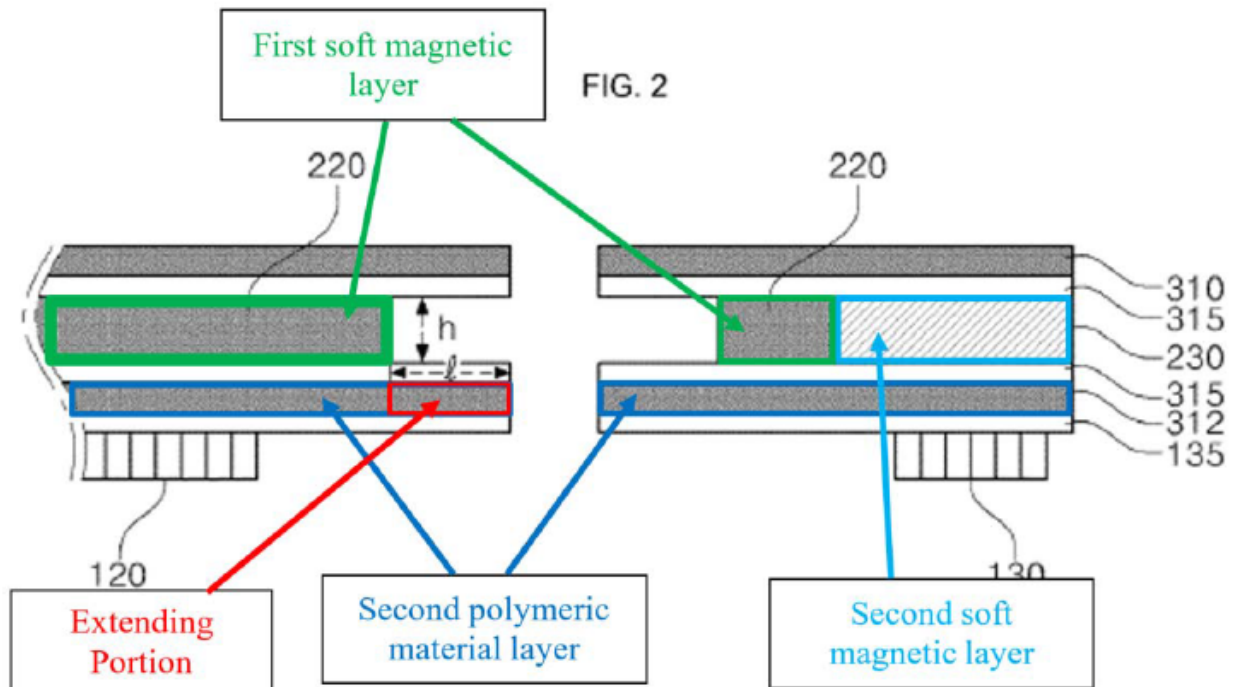 First soft magnetic
layer
FIG. 2
220
220
310
315
230
315
312
135
h
ℓ
120
130
Extending
Portion
Second polymeric
material layer
Second soft
magnetic layer